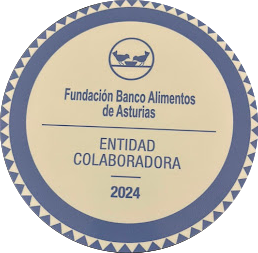 Fundación Banco Alimentos
de Asturias
ENTIDAD
COLABORADORA
2024